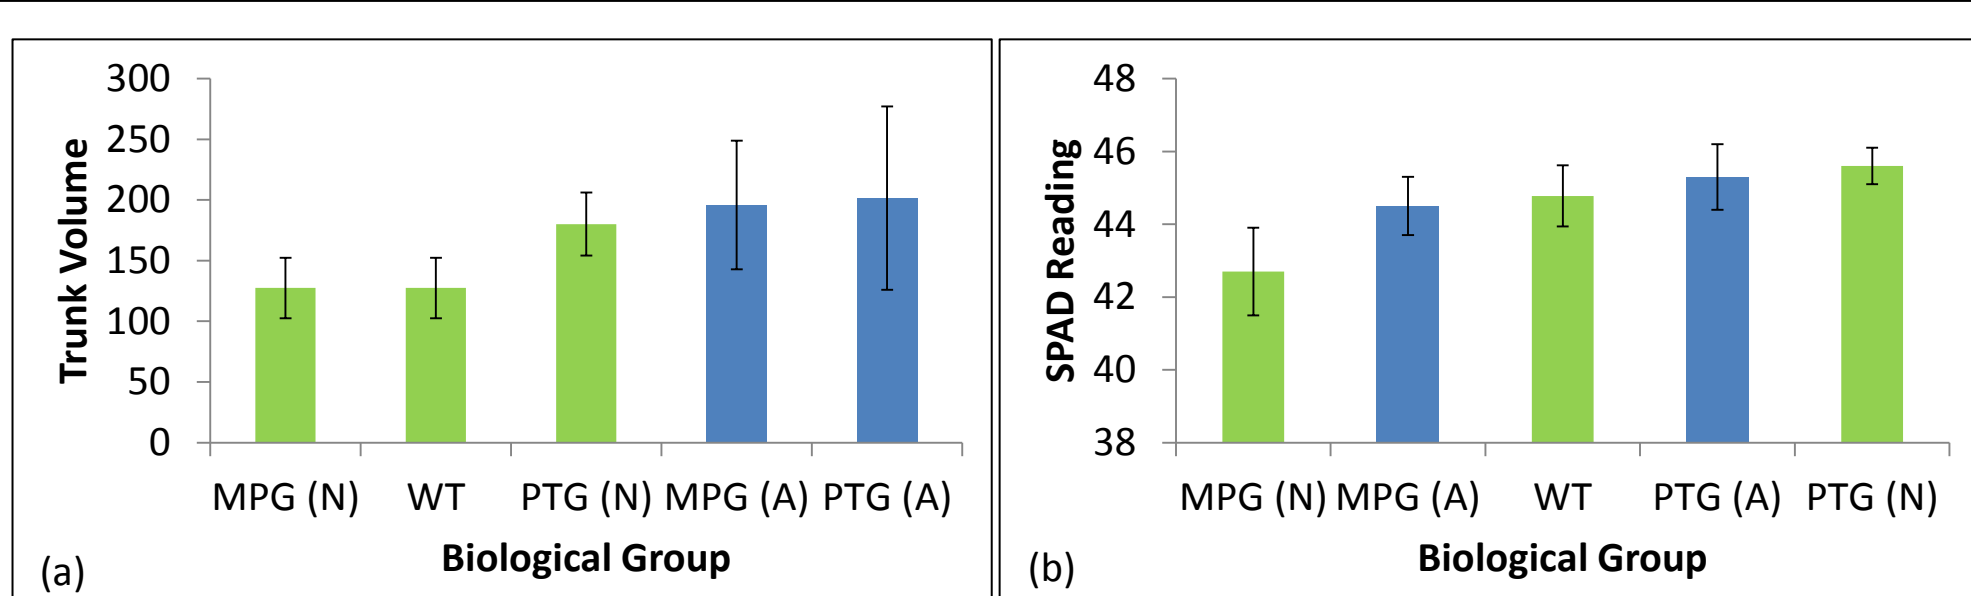 300
250
200
150
100
50
0
Trunk Volume
MPG (N) WT PTG (N) MPG (A) PTG (A)
Biological Group
(a)
48
46
44
42
40
38
SPAD Reading
MPG (N) MPG (A) WT PTG (A) PTG (N)
Biological Group
(b)